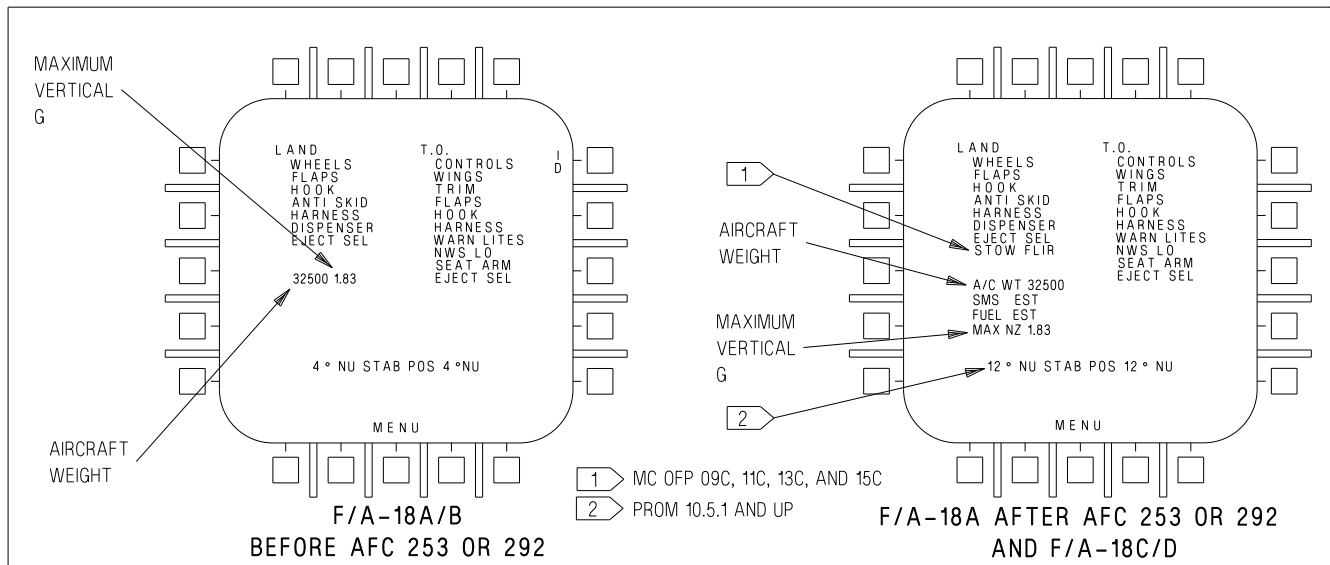 MAXIMUM
VERTICAL
G
LAND
WHEELS
FLAPS
HOOK
ANTI SKID
HARNESS
DISPENSER
EJECT SEL
32500 1.83
T.O.
CONTROLS
WINGS
TRIM
FLAPS
HOOK
HARNESS
WARN LITES
NWS LO
SEAT ARM
EJECT SEL
I
D
4° NU STAB POS 4°NU
MENU
AIRCRAFT
WEIGHT
F/A-18A/B
BEFORE AFC 253 OR 292
1
AIRCRAFT
WEIGHT
MAXIMUM
VERTICAL
G
2
LAND
WHEELS
FLAPS
HOOK
ANTI SKID
HARNESS
DISPENSER
EJECT SEL
STOW FLIR
A/C WT 32500
SMS EST
FUEL EST
MAX NZ 1.83
T.O.
CONTROLS
WINGS
TRIM
FLAPS
HOOK
HARNESS
WARN LITES
NWS LO
SEAT ARM
EJECT SEL
12° NU STAB POS 12° NU
MENU
1 MC OFP 09C, 11C, 13C, AND 15C
2 PROM 10.5.1 AND UP
F/A-18A AFTER AFC 253 OR 292
AND F/A-18C/D